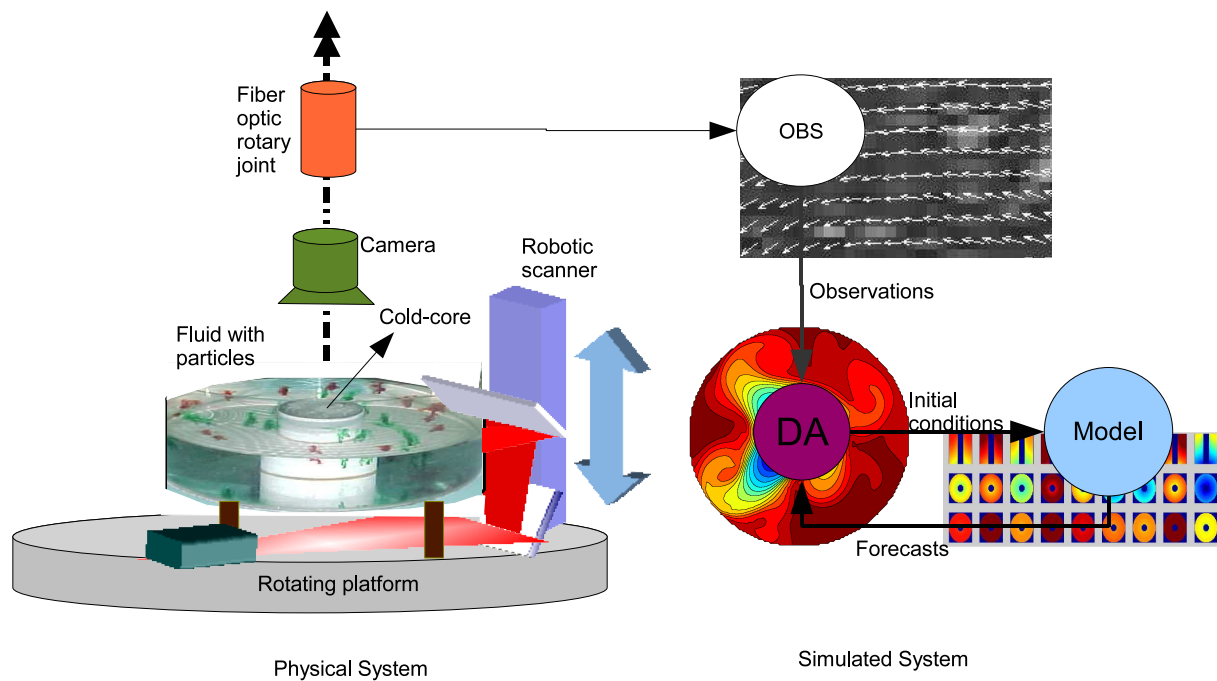 Fiber
optic
rotary
joint
Camera
Robotic
scanner
Cold-core
Fluid with
particles
Rotating platform
Physical System
OBS
Observations
DA
Initial
conditions
Model
Forecasts
Simulated System